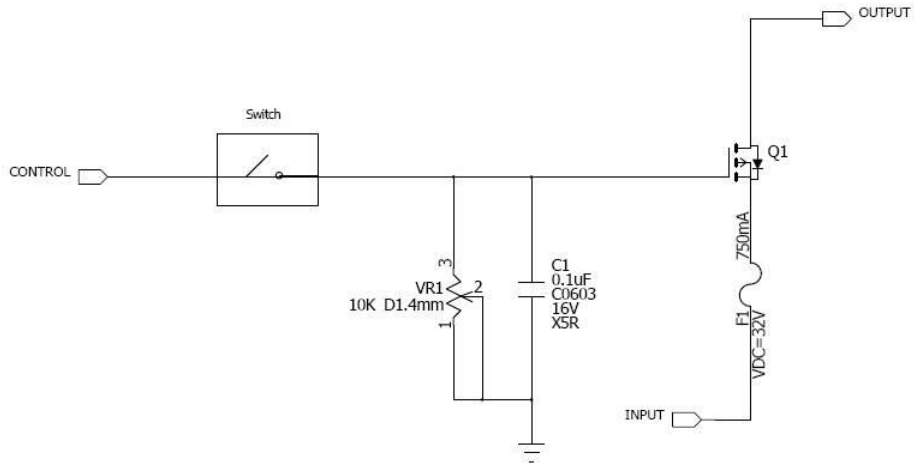 OUTPUT
Switch
CONTROL
Q1
750mA
3
VR1
2
10K D1.4mm
1
C1
0.1uF
C0603
16V
X5R
F1
VDC=32V
INPUT